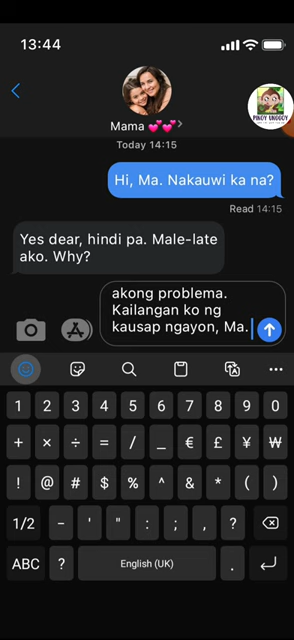 13:44
PINOY UNGGOY
Mama 💕💕 >
Today 14:15
Hi, Ma. Nakauwi ka na?
Read 14:15
Yes dear, hindi pa. Male-late
ako. Why?
akong problema.
Kailangan ko ng
kausap ngayon, Ma.
1 2 3 4 5 6 7 8 9 0
+ × ÷ = / _ € £ ¥ ₩
! @ # $ % ^ & * ( )
1/2 - ' " : ; , ?
ABC ? English (UK) .